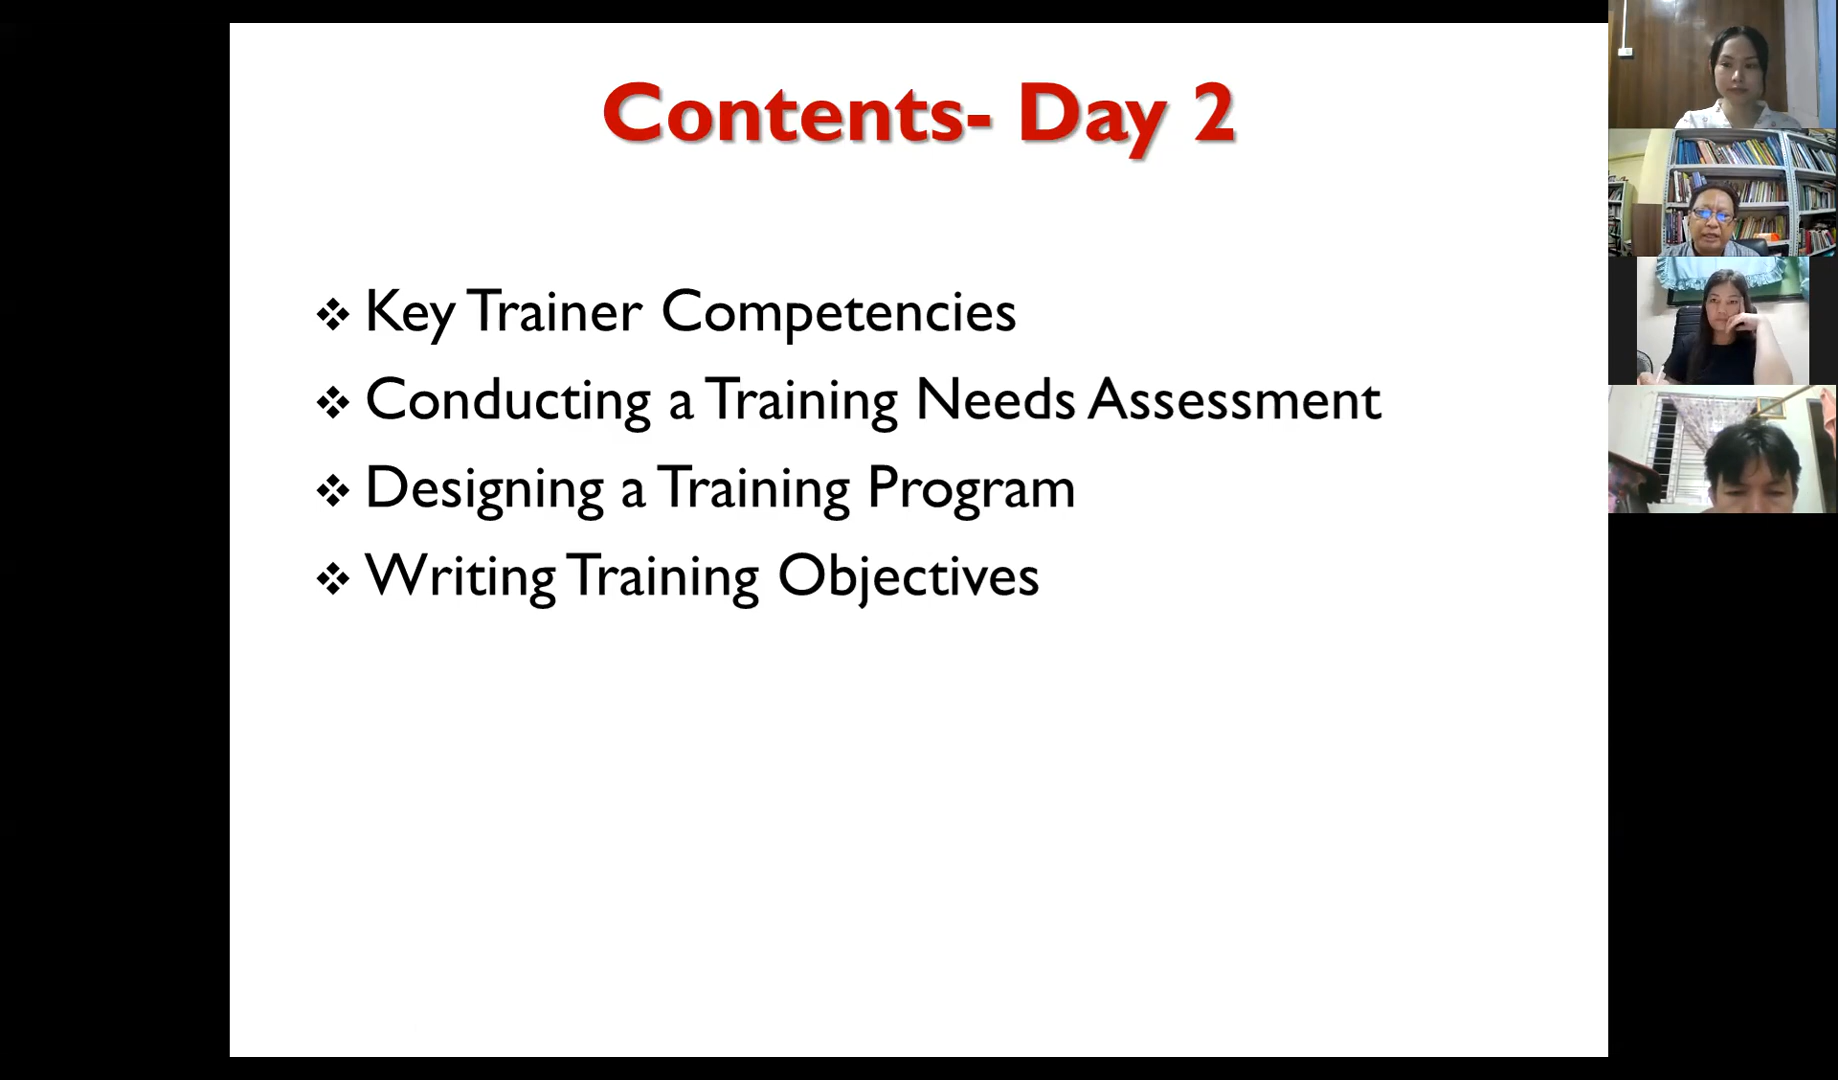 Contents- Day 2
❖ Key Trainer Competencies
❖ Conducting a Training Needs Assessment
❖ Designing a Training Program
❖ Writing Training Objectives